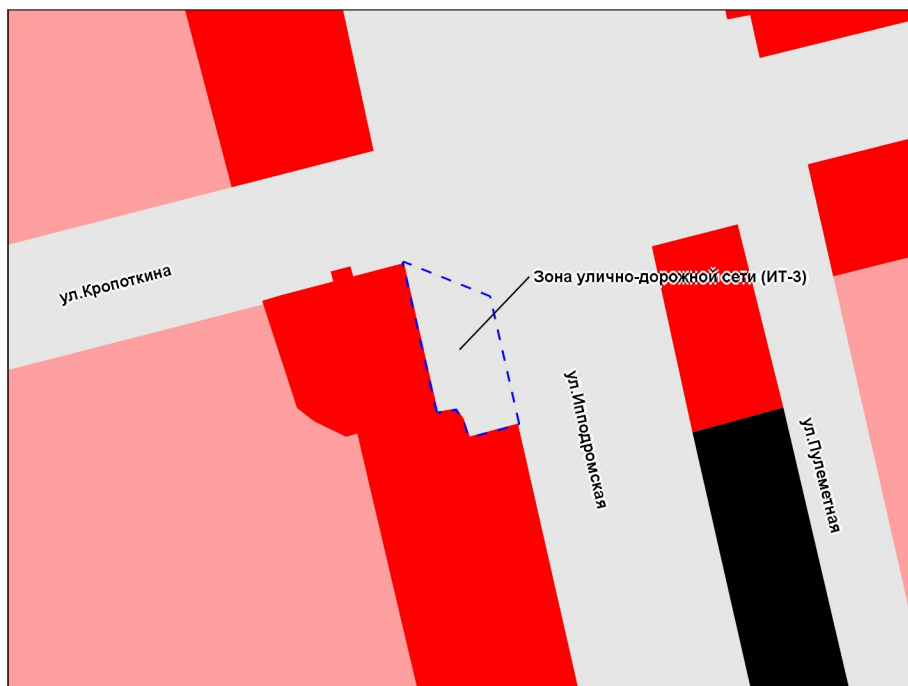 ул.Кропоткина
Зона улично-дорожной сети (ИТ-3)
ул.Ипподромская
ул.Пулеметная